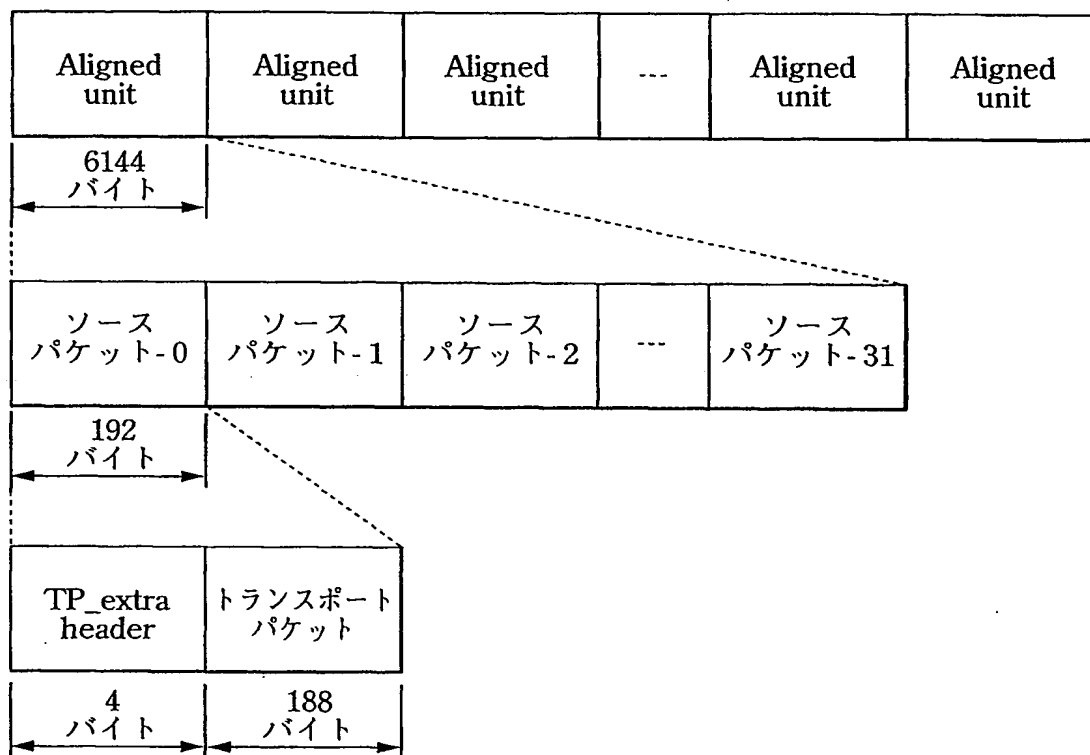 Aligned
unit
Aligned
unit
Aligned
unit
---
Aligned
unit
Aligned
unit
6144
バイト
ソース
パケット-0
ソース
パケット-1
ソース
パケット-2
---
ソース
パケット-31
192
バイト
TP_extra
header
トランスポート
パケット
4
バイト
188
バイト